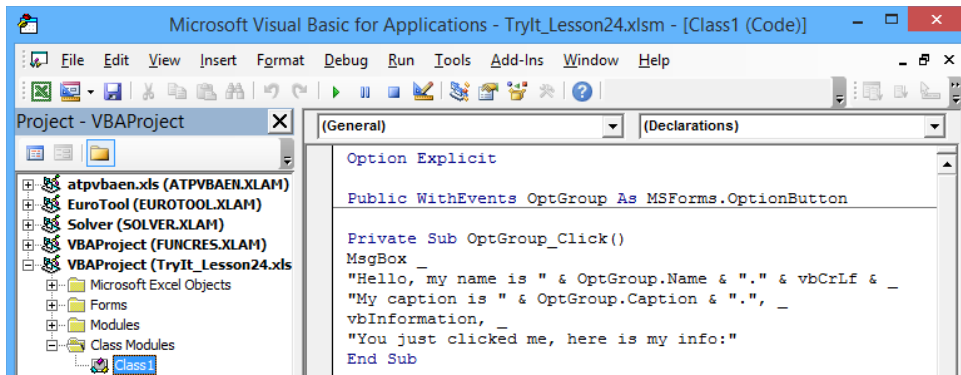 Microsoft Visual Basic for Applications - TryIt_Lesson24.xlsm - [Class1 (Code)]
File Edit View Insert Format Debug Run Tools Add-Ins Window Help
Project - VBAProject
atpvbaen.xls (ATPVBAEN.XLAM)
EuroTool (EUROTOOL.XLAM)
Solver (SOLVER.XLAM)
VBAProject (FUNCRES.XLAM)
VBAProject (TryIt_Lesson24.xls
Microsoft Excel Objects
Forms
Modules
Class Modules
Class1
(General) (Declarations)
Option Explicit
Public WithEvents OptGroup As MSForms.OptionButton
Private Sub OptGroup_Click()
MsgBox _
"Hello, my name is " & OptGroup.Name & "." & vbCrLf & _
"My caption is " & OptGroup.Caption & ".", _
vbInformation, _
"You just clicked me, here is my info:"
End Sub